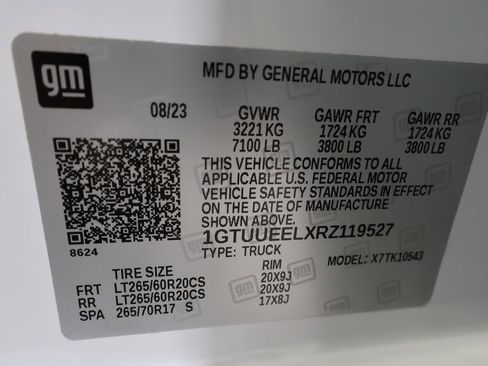 gm
MFD BY GENERAL MOTORS LLC
08/23 GVWR GAWR FRT GAWR RR
3221 KG 1724 KG 1724 KG
7100 LB 3800 LB 3800 LB
THIS VEHICLE CONFORMS TO ALL
APPLICABLE U.S. FEDERAL MOTOR
VEHICLE SAFETY STANDARDS IN EFFECT
ON THE DATE OF MANUFACTURE
SHOWN ABOVE.
1GTUUEELXRZ119527
8624
TYPE: TRUCK MODEL: X7TK10543
TIRE SIZE RIM
FRT LT265/60R20CS 20X9J
RR LT265/60R20CS 20X9J
SPA 265/70R17 S 17X8J